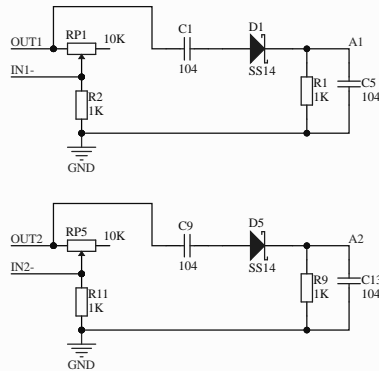 OUT1 RP1 10K C1 D1 A1
IN1- 104 SS14
R2 1K
R1 1K
C5 104
GND
OUT2 RP5 10K C9 D5 A2
IN2- 104 SS14
R11 1K
R9 1K
C13 104
GND